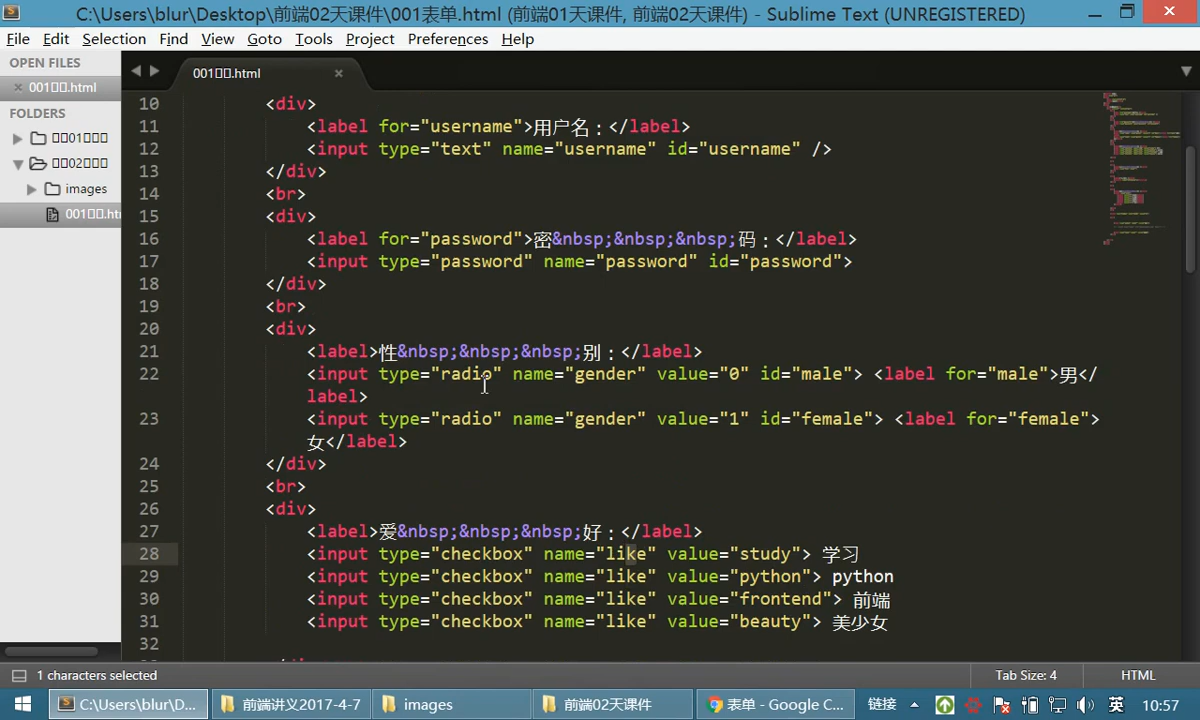 C:\Users\blur\Desktop\前端02天课件\001表单.html (前端01天课件, 前端02天课件) - Sublime Text (UNREGISTERED)
File Edit Selection Find View Goto Tools Project Preferences Help
OPEN FILES
001□□.html
FOLDERS
□□01□□□
□□02□□□
images
001□□.ht
001□□.html
10 <div>
11 <label for="username">用户名：</label>
12 <input type="text" name="username" id="username" />
13 </div>
14 <br>
15 <div>
16 <label for="password">密&nbsp;&nbsp;&nbsp;码：</label>
17 <input type="password" name="password" id="password">
18 </div>
19 <br>
20 <div>
21 <label>性&nbsp;&nbsp;&nbsp;别：</label>
22 <input type="radio" name="gender" value="0" id="male"> <label for="male">男</
label>
23 <input type="radio" name="gender" value="1" id="female"> <label for="female">
女</label>
24 </div>
25 <br>
26 <div>
27 <label>爱&nbsp;&nbsp;&nbsp;好：</label>
28 <input type="checkbox" name="like" value="study"> 学习
29 <input type="checkbox" name="like" value="python"> python
30 <input type="checkbox" name="like" value="frontend"> 前端
31 <input type="checkbox" name="like" value="beauty"> 美少女
32
1 characters selected
Tab Size: 4
HTML
C:\Users\blur\D...
前端讲义2017-4-7
images
前端02天课件
表单 - Google C...
链接
英
10:57